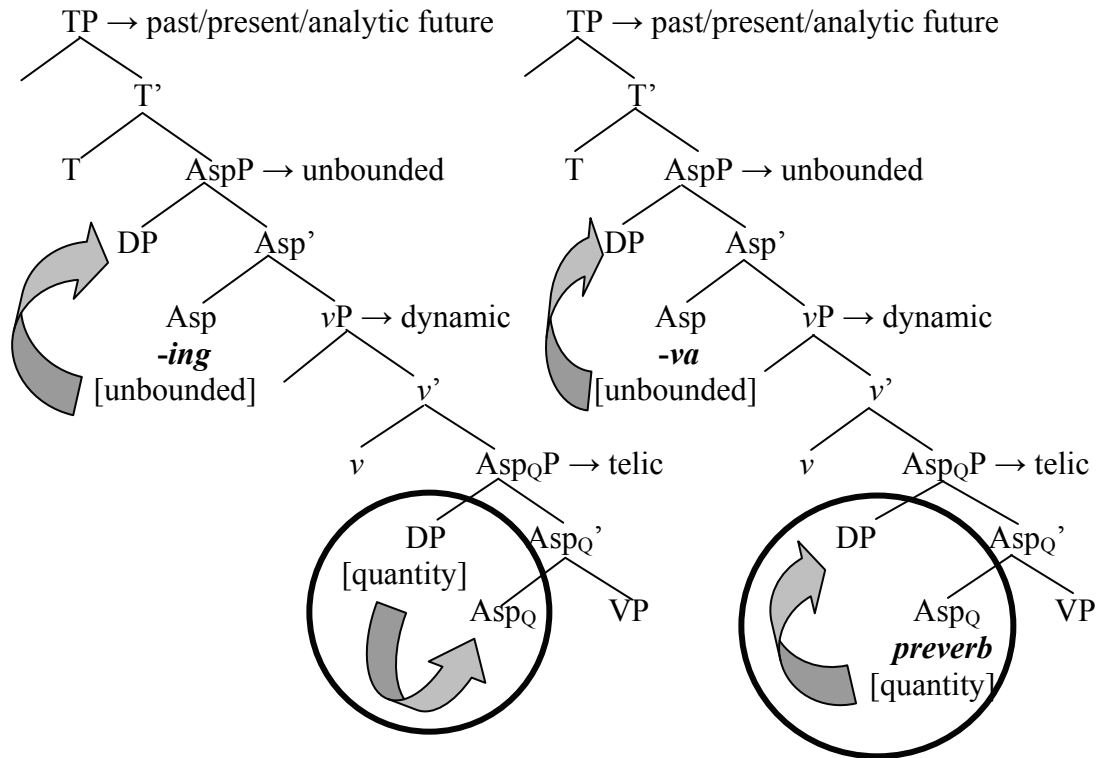 TP → past/present/analytic future
T’
T
AspP → unbounded
DP
Asp’
Asp
vP → dynamic
-ing
[unbounded]
v’
v
AspQP → telic
DP
AspQ’
[quantity]
AspQ
VP
TP → past/present/analytic future
T’
T
AspP → unbounded
DP
Asp’
Asp
vP → dynamic
-va
[unbounded]
v’
v
AspQP → telic
DP
AspQ’
AspQ
VP
preverb
[quantity]